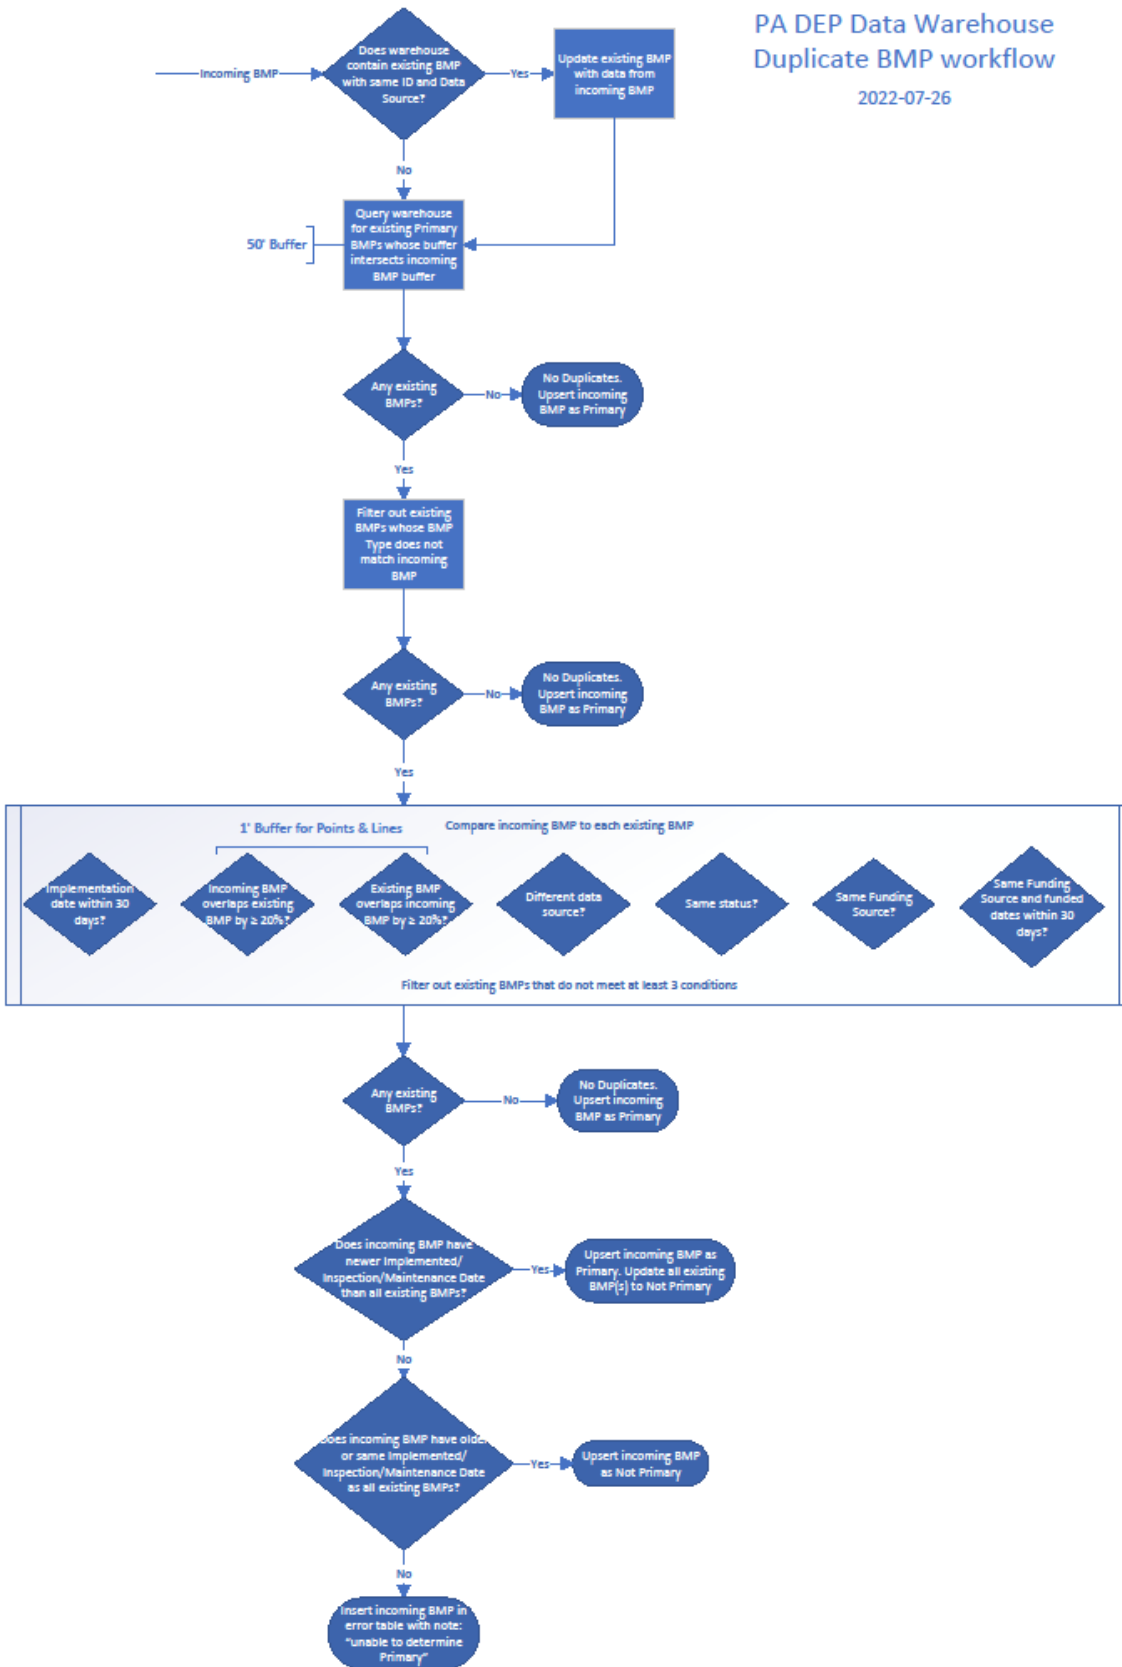 PA DEP Data Warehouse
Duplicate BMP workflow
2022-07-26
Incoming BMP
Does warehouse
contain existing BMP
with same ID and Data
Source?
Yes
Update existing BMP
with data from
incoming BMP
No
50' Buffer
Query warehouse
for existing Primary
BMPs whose buffer
intersects incoming
BMP buffer
Any existing
BMPs?
No
No Duplicates.
Upsert incoming
BMP as Primary
Yes
Filter out existing
BMPs whose BMP
Type does not
match incoming
BMP
Any existing
BMPs?
No
No Duplicates.
Upsert incoming
BMP as Primary
Yes
1' Buffer for Points & Lines
Compare incoming BMP to each existing BMP
Implementation
date within 30
days?
Incoming BMP
overlaps existing
BMP by ≥ 20%?
Existing BMP
overlaps incoming
BMP by ≥ 20%?
Different data
source?
Same status?
Same Funding
Source?
Same Funding
Source and funded
dates within 30
days?
Filter out existing BMPs that do not meet at least 3 conditions
Any existing
BMPs?
No
No Duplicates.
Upsert incoming
BMP as Primary
Yes
Does incoming BMP have
newer Implemented/
Inspection/Maintenance Date
than all existing BMPs?
Yes
Upsert incoming BMP as
Primary. Update all existing
BMP(s) to Not Primary
No
Does incoming BMP have older
or same Implemented/
Inspection/Maintenance Date
as all existing BMPs?
Yes
Upsert incoming BMP
as Not Primary
No
Insert incoming BMP in
error table with note:
"unable to determine
Primary"